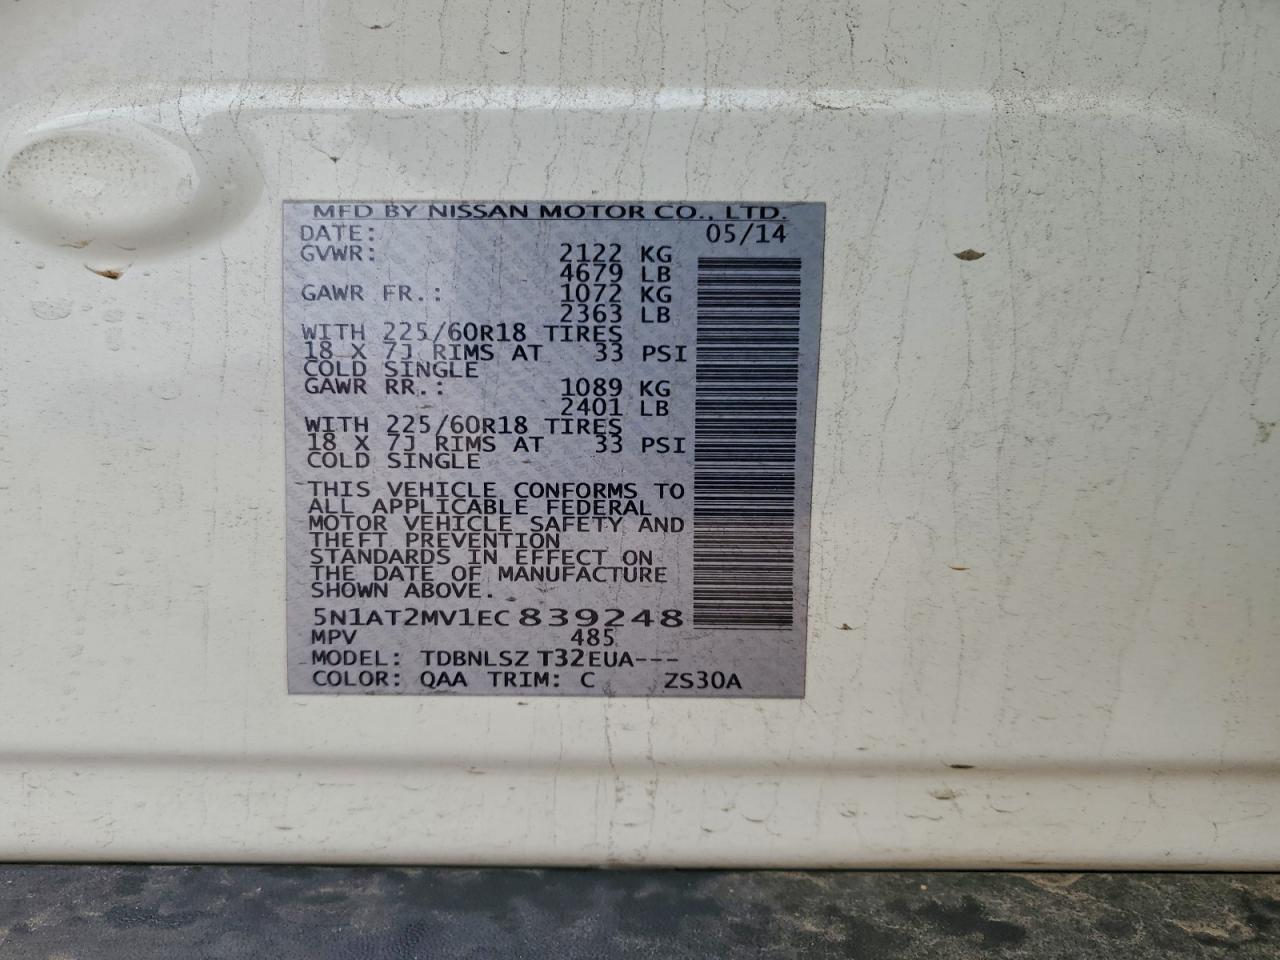 MFD BY NISSAN MOTOR CO., LTD.
DATE: 05/14
GVWR: 2122 KG
4679 LB
GAWR FR.: 1072 KG
2363 LB
WITH 225/60R18 TIRES
18 X 7J RIMS AT 33 PSI
COLD SINGLE
GAWR RR.: 1089 KG
2401 LB
WITH 225/60R18 TIRES
18 X 7J RIMS AT 33 PSI
COLD SINGLE
THIS VEHICLE CONFORMS TO
ALL APPLICABLE FEDERAL
MOTOR VEHICLE SAFETY AND
THEFT PREVENTION
STANDARDS IN EFFECT ON
THE DATE OF MANUFACTURE
SHOWN ABOVE.
5N1AT2MV1EC839248
MPV 485
MODEL: TDBNLSZ T32EUA---
COLOR: QAA TRIM: C ZS30A